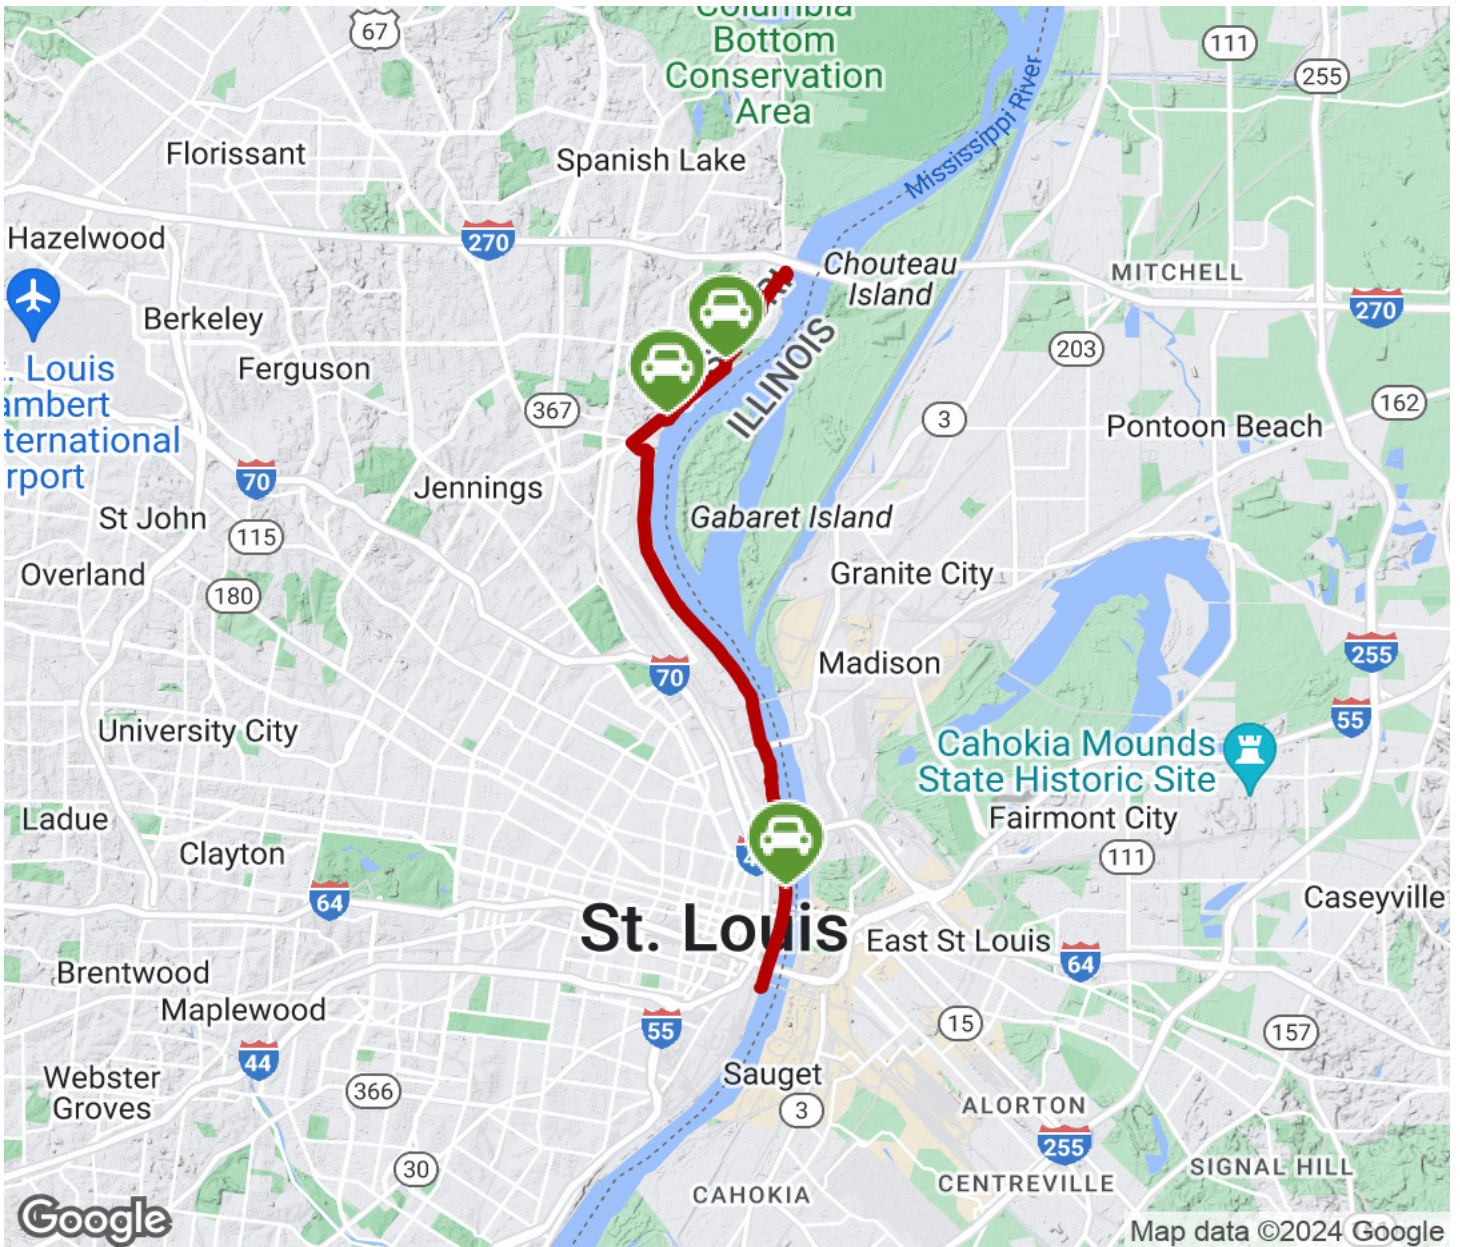 Columbia
Bottom
Conservation
Area
67
111
255
Mississippi River
Florissant
Spanish Lake
Hazelwood
270
Chouteau
Island
MITCHELL
270
Berkeley
203
ILLINOIS
Ferguson
. Louis
ambert
ternational
rport
367
3
162
Pontoon Beach
70
Jennings
St John
115
Gabaret Island
Overland
180
Granite City
255
70
Madison
55
University City
Cahokia Mounds
State Historic Site
Ladue
Fairmont City
Clayton
111
64
Caseyville
St. Louis
East St Louis
64
Brentwood
Maplewood
55
15
157
44
Webster
Groves
366
Sauget
3
ALORTON
255
30
SIGNAL HILL
CENTREVILLE
CAHOKIA
Google
Map data ©2024 Google